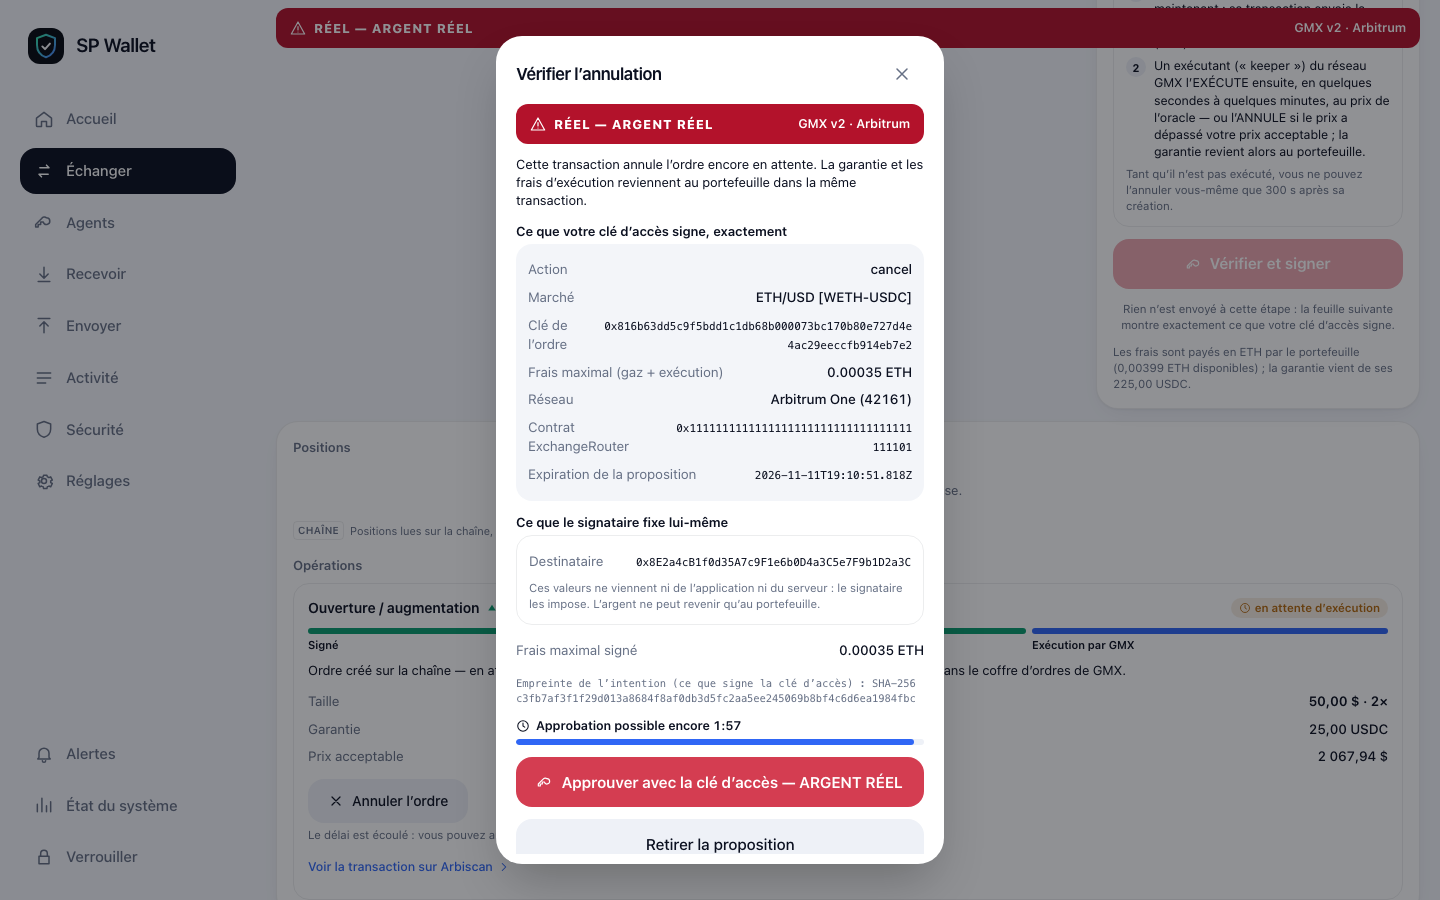 SP Wallet
Accueil
Échanger
Agents
Recevoir
Envoyer
Activité
Sécurité
Réglages
Alertes
État du système
Verrouiller
RÉEL — ARGENT RÉEL
GMX v2 · Arbitrum
2
Un exécutant (« keeper ») du réseau
GMX l'EXÉCUTE ensuite, en quelques
secondes à quelques minutes, au prix de
l'oracle — ou l'ANNULE si le prix a
dépassé votre prix acceptable ; la
garantie revient alors au portefeuille.
Tant qu'il n'est pas exécuté, vous ne pouvez
l'annuler vous-même que 300 s après sa
création.
Vérifier et signer
Rien n'est envoyé à cette étape : la feuille suivante
montre exactement ce que votre clé d'accès signe.
Les frais sont payés en ETH par le portefeuille
(0,00399 ETH disponibles) ; la garantie vient de ses
225,00 USDC.
Positions
se.
CHAÎNE
Positions lues sur la chaîne,
Opérations
Ouverture / augmentation
en attente d'exécution
Signé
Exécution par GMX
Ordre créé sur la chaîne — en
ans le coffre d'ordres de GMX.
Taille
50,00 $ · 2×
Garantie
25,00 USDC
Prix acceptable
2 067,94 $
Annuler l'ordre
Le délai est écoulé : vous pouvez
Voir la transaction sur Arbiscan
Vérifier l'annulation
RÉEL — ARGENT RÉEL
GMX v2 · Arbitrum
Cette transaction annule l'ordre encore en attente. La garantie et les
frais d'exécution reviennent au portefeuille dans la même
transaction.
Ce que votre clé d'accès signe, exactement
Action
cancel
Marché
ETH/USD [WETH-USDC]
Clé de
l'ordre
0x816b63dd5c9f5bdd1c1db68b000073bc170b80e727d4e
4ac29eeccfb914eb7e2
Frais maximal (gaz + exécution)
0.00035 ETH
Réseau
Arbitrum One (42161)
Contrat
ExchangeRouter
0x1111111111111111111111111111111111
111101
Expiration de la proposition
2026-11-11T19:10:51.818Z
Ce que le signataire fixe lui-même
Destinataire
0x8E2a4cB1f0d35A7c9F1e6b0D4a3C5e7F9b1D2a3C
Ces valeurs ne viennent ni de l'application ni du serveur : le signataire
les impose. L'argent ne peut revenir qu'au portefeuille.
Frais maximal signé
0.00035 ETH
Empreinte de l'intention (ce que signe la clé d'accès) : SHA-256
c3fb7af3f1f29d013a8684f8af0db3d5fc2aa5ee245069b8bf4c6d6ea1984fbc
Approbation possible encore 1:57
Approuver avec la clé d'accès — ARGENT RÉEL
Retirer la proposition